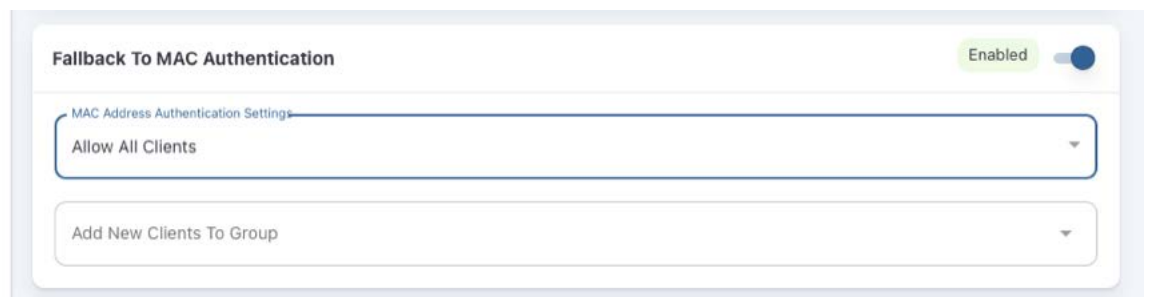 Fallback To MAC Authentication
Enabled
MAC Address Authentication Settings
Allow All Clients
Add New Clients To Group